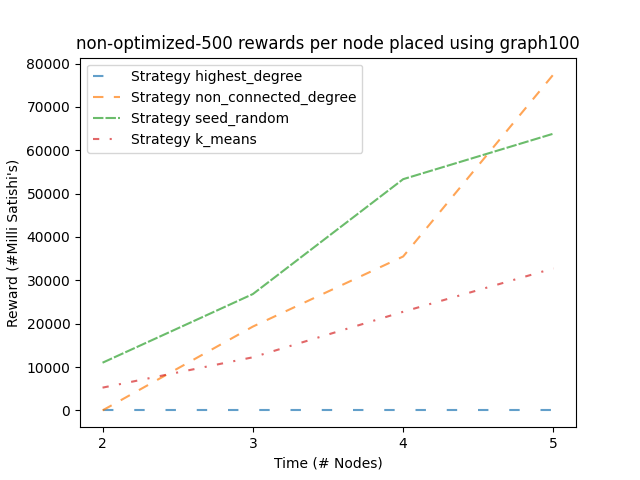 non-optimized-500 rewards per node placed using graph100
Strategy highest_degree
Strategy non_connected_degree
Strategy seed_random
Strategy k_means
Reward (#Milli Satishi's)
80000
70000
60000
50000
40000
30000
20000
10000
0
2 3 4 5
Time (# Nodes)